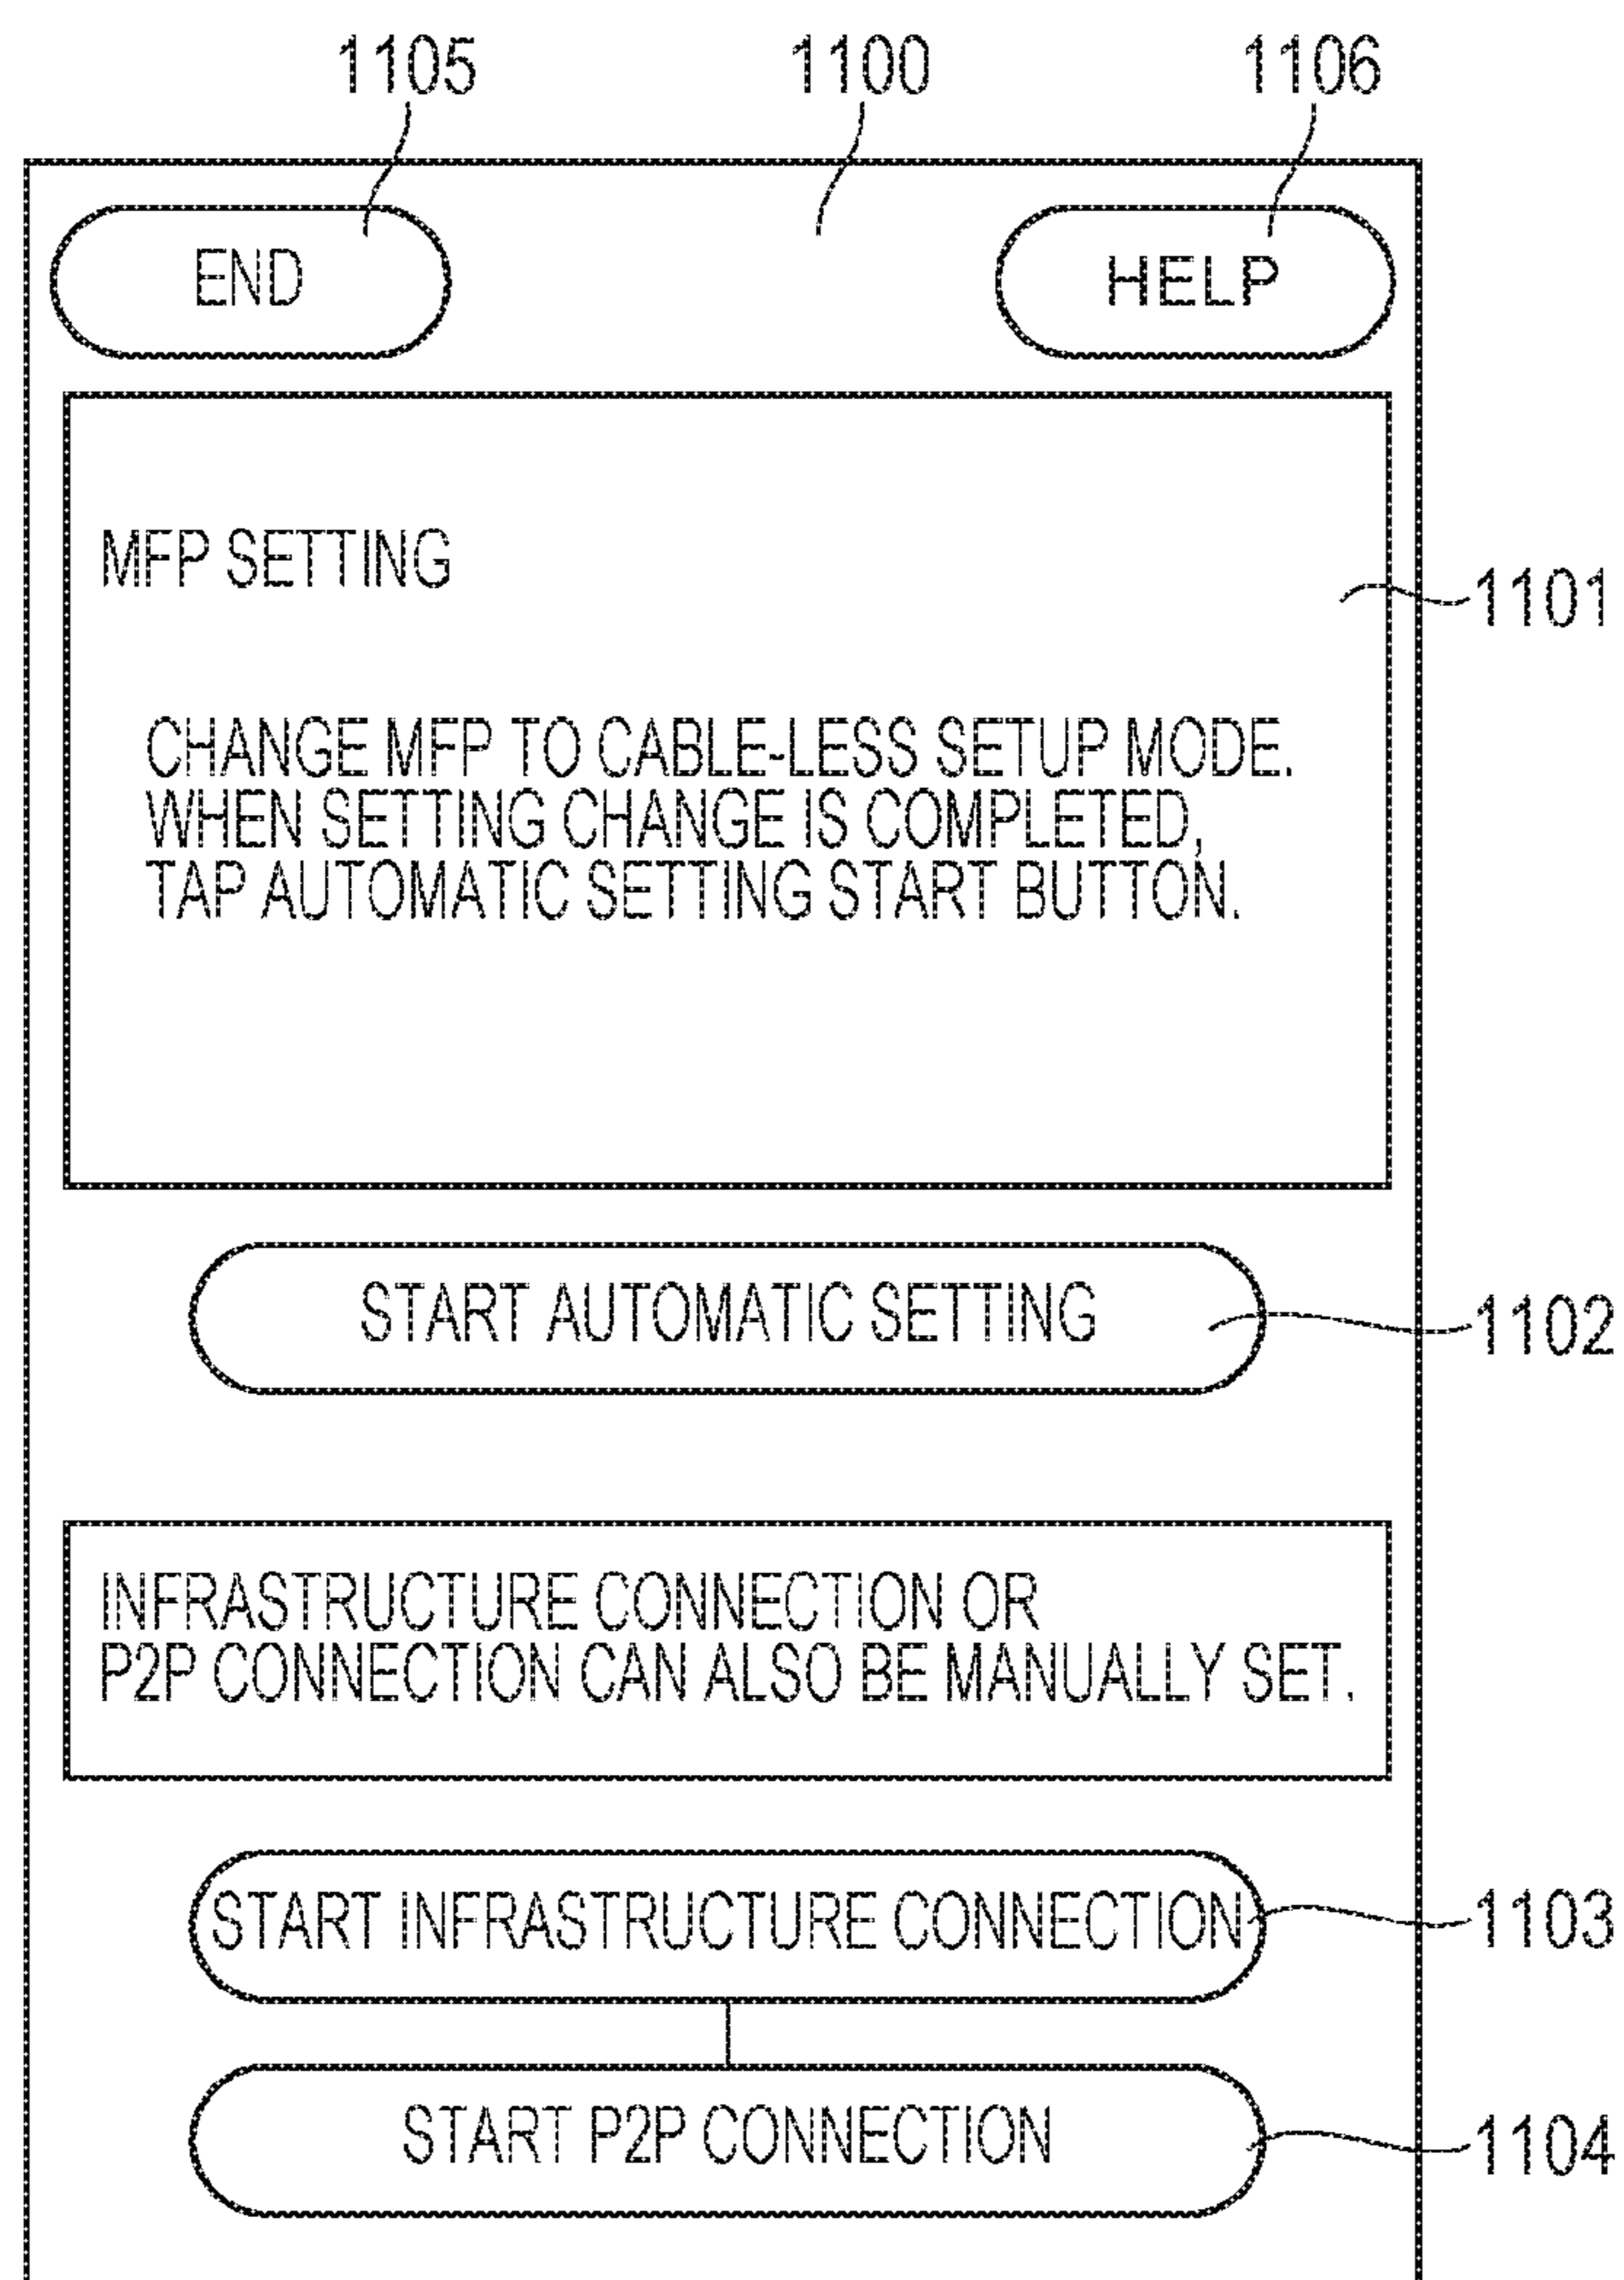 1105 1100 1106
END HELP
MFP SETTING
1101
CHANGE MFP TO CABLE-LESS SETUP MODE.
WHEN SETTING CHANGE IS COMPLETED,
TAP AUTOMATIC SETTING START BUTTON.
START AUTOMATIC SETTING
1102
INFRASTRUCTURE CONNECTION OR
P2P CONNECTION CAN ALSO BE MANUALLY SET.
START INFRASTRUCTURE CONNECTION
1103
START P2P CONNECTION
1104